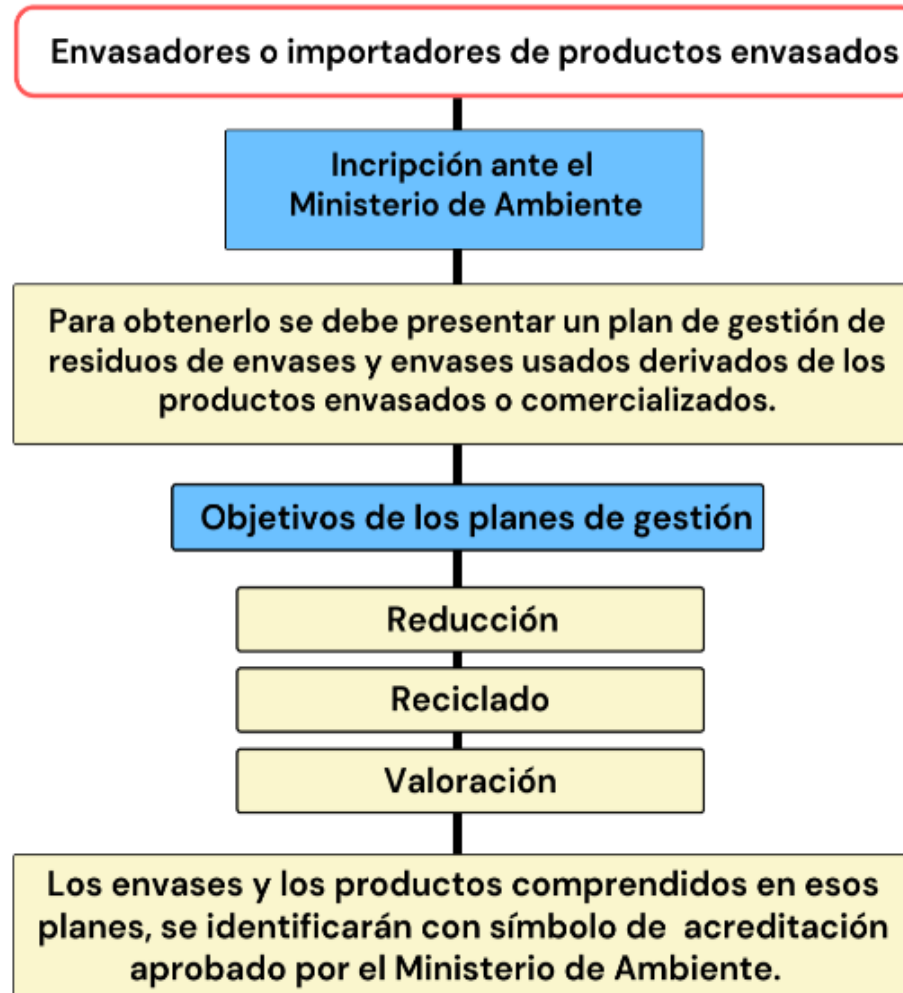 Envasadores o importadores de productos envasados
Incripción ante el
Ministerio de Ambiente
Para obtenerlo se debe presentar un plan de gestión de
residuos de envases y envases usados derivados de los
productos envasados o comercializados.
Objetivos de los planes de gestión
Reducción
Reciclado
Valoración
Los envases y los productos comprendidos en esos
planes, se identificarán con símbolo de acreditación
aprobado por el Ministerio de Ambiente.